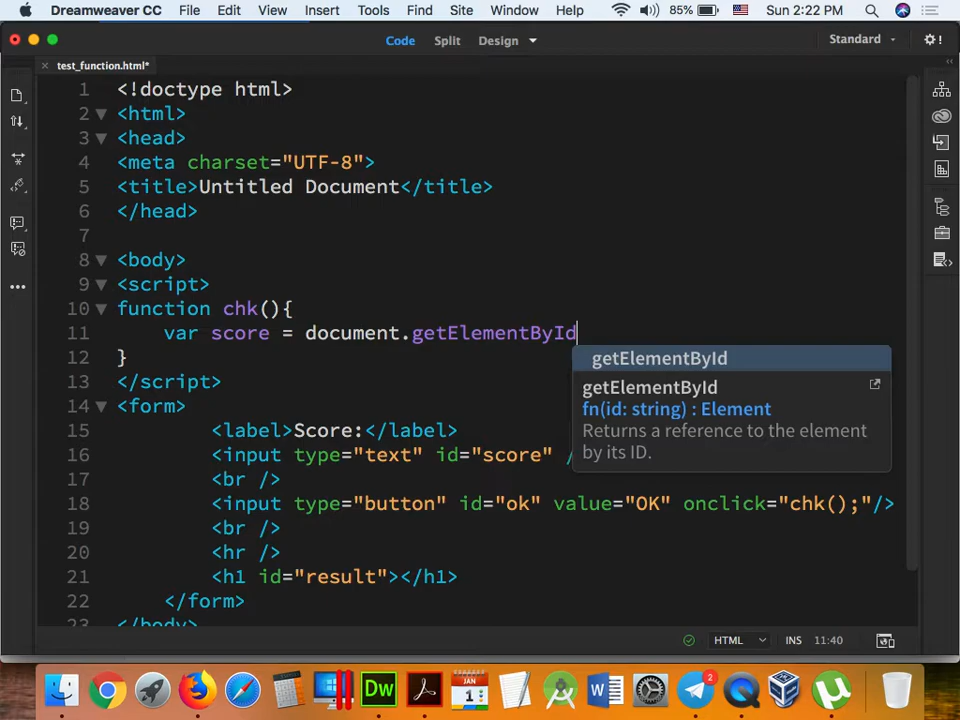 Dreamweaver CC File Edit View Insert Tools Find Site Window Help 85% Sun 2:22 PM
Code Split Design Standard
test_function.html*
1 <!doctype html>
2 <html>
3 <head>
4 <meta charset="UTF-8">
5 <title>Untitled Document</title>
6 </head>
7
8 <body>
9 <script>
10 function chk(){
11 var score = document.getElementById
12 }
13 </script>
14 <form>
15 <label>Score:</label>
16 <input type="text" id="score" /
17 <br />
18 <input type="button" id="ok" value="OK" onclick="chk();"/>
19 <br />
20 <hr />
21 <h1 id="result"></h1>
22 </form>
23 </body>
getElementById
getElementById
fn(id: string) : Element
Returns a reference to the element
by its ID.
HTML INS 11:40
Dw
JAN
1
W
2